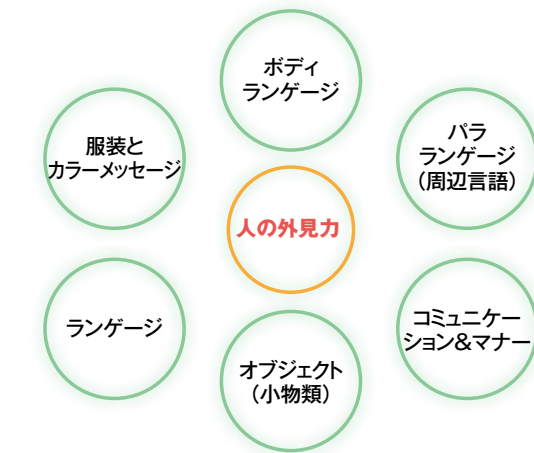 ボディ
ランゲージ
服装と
カラーメッセージ
パラ
ランゲージ
(周辺言語)
人の外見力
ランゲージ
コミュニケー
ション&マナー
オブジェクト
(小物類)